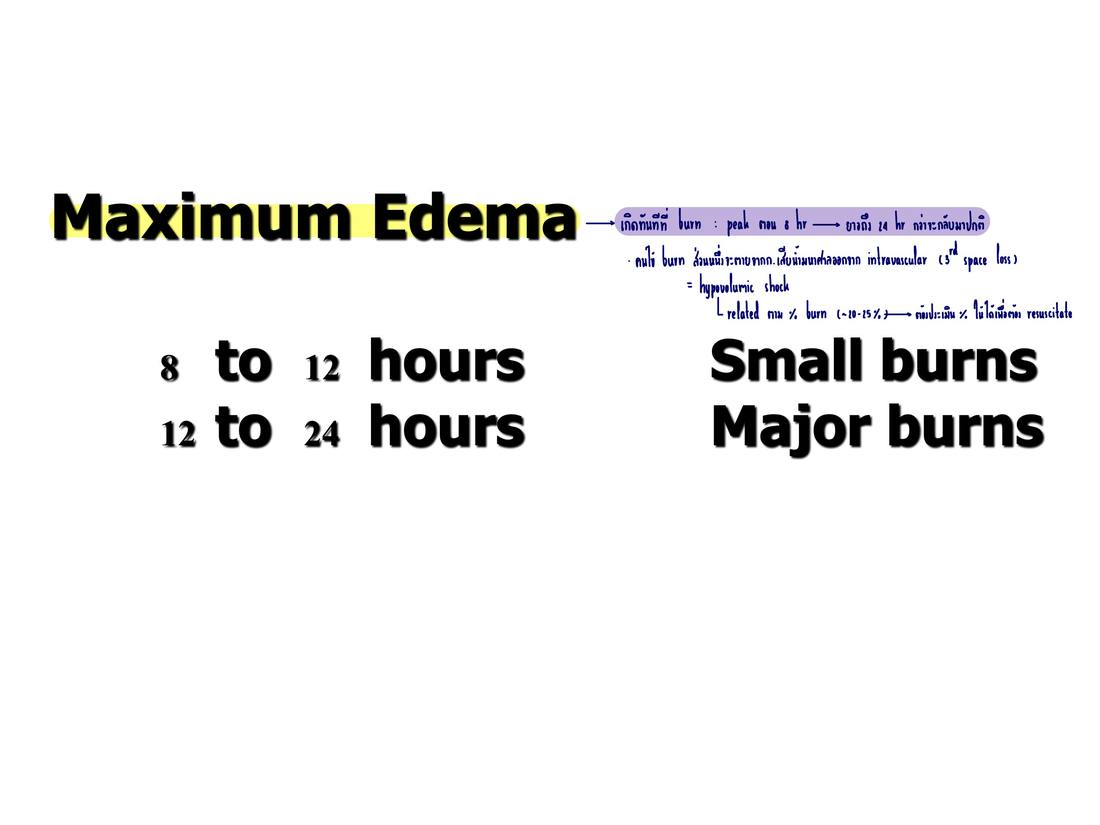 Maximum Edema → เกิดทันทีที่ burn : peak ตอน 8 hr → ยาวถึง 24 hr กว่าจะกลับมาปกติ
· คนไข้ burn ส่วนหนึ่งจะตายจากก.เสียน้ำมหาศาลออกจาก intravascular (3rd space loss)
= hypovolumic shock
related ตาม % burn (~20-25%) → ต้องประเมิน % ให้ได้เพื่อต้อง resuscitate
8 to 12 hours Small burns
12 to 24 hours Major burns